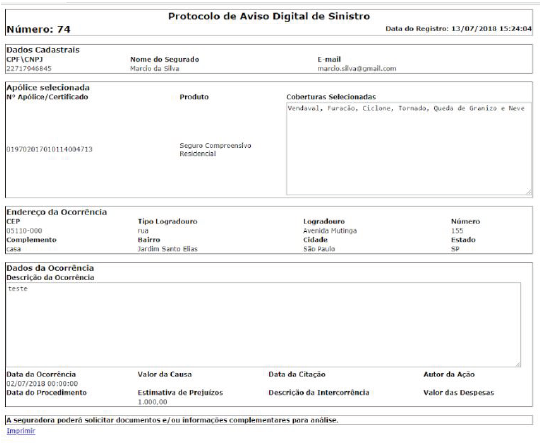 Protocolo de Aviso Digital de Sinistro
Número: 74 Data do Registro: 13/07/2018 15:24:04
Dados Cadastrais
CPF\CNPJ Nome do Segurado E-mail
22717946845 Marcio da Silva marcio.silva@gmail.com
Apólice selecionada
Nº Apólice/Certificado Produto Coberturas Selecionadas
Vendaval, Furacão, Ciclone, Tornado, Queda de Granizo e Neve
019702017010114004713 Seguro Compreensivo
Residencial
Endereço da Ocorrência
CEP Tipo Logradouro Logradouro Número
05110-000 rua Avenida Mutinga 155
Complemento Bairro Cidade Estado
casa Jardim Santo Elias São Paulo SP
Dados da Ocorrência
Descrição da Ocorrência
teste
Data da Ocorrência Valor da Causa Data da Citação Autor da Ação
02/07/2018 00:00:00
Data do Procedimento Estimativa de Prejuízos Descrição da Intercorrência Valor das Despesas
1.000,00
A seguradora poderá solicitar documentos e/ou informações complementares para análise.
Imprimir